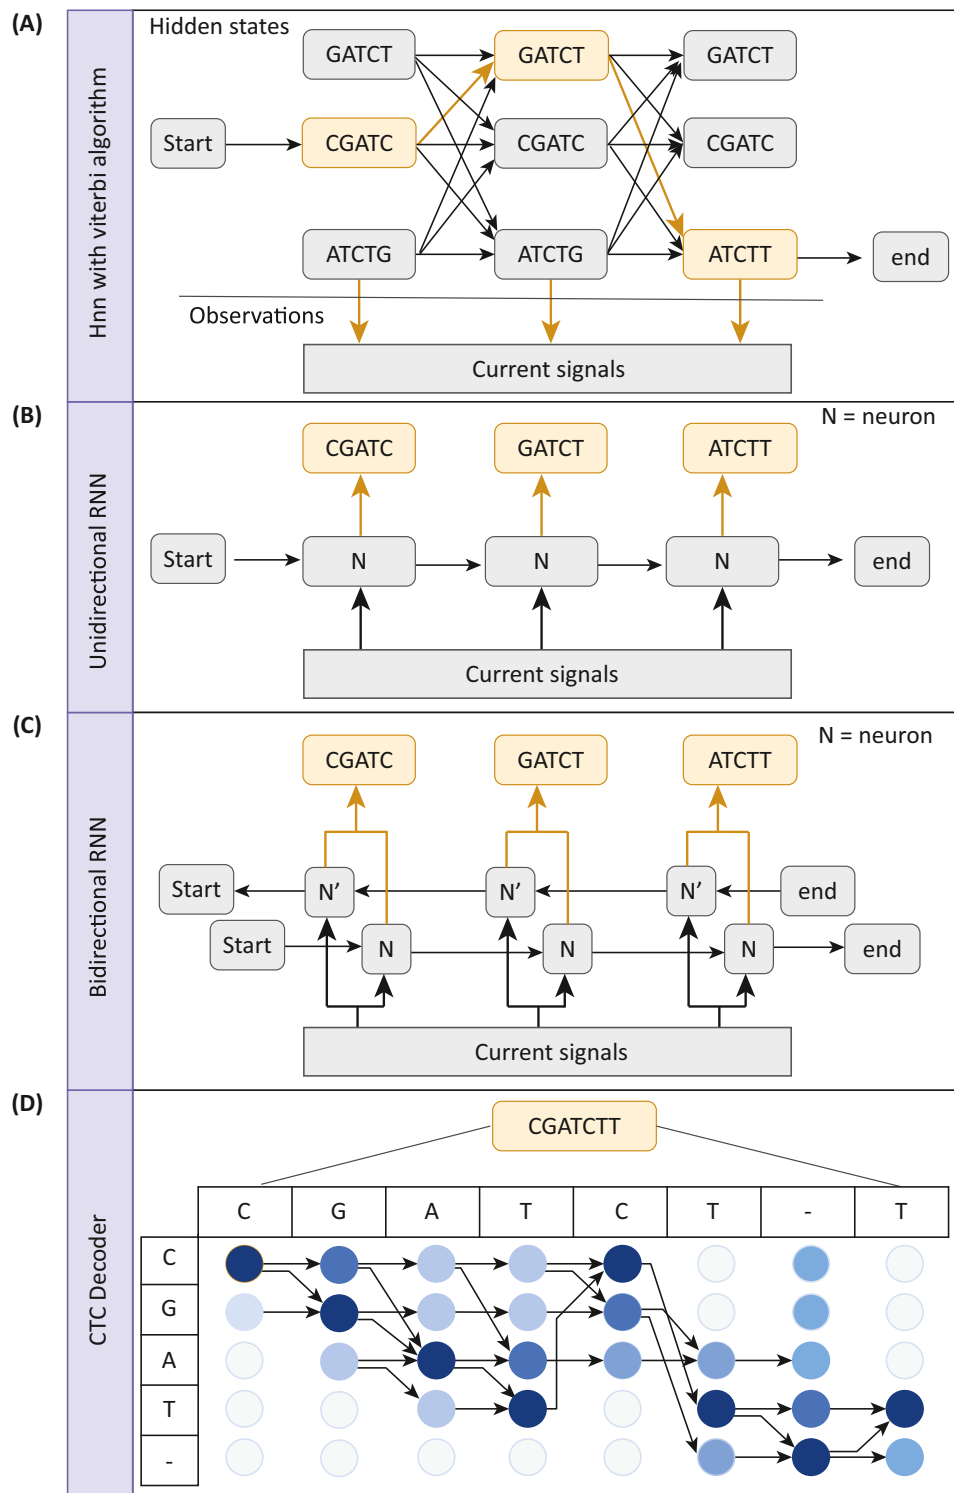 (A)
Hnn with viterbi algorithm
Hidden states
GATCT GATCT GATCT
Start CGATC CGATC CGATC
ATCTG ATCTG ATCTT end
Observations
Current signals
(B)
Unidirectional RNN
N = neuron
CGATC GATCT ATCTT
Start N N N end
Current signals
(C)
Bidirectional RNN
N = neuron
CGATC GATCT ATCTT
Start N' N' N' end
Start N N N end
Current signals
(D)
CTC Decoder
CGATCTT
C G A T C T - T
C
G
A
T
-